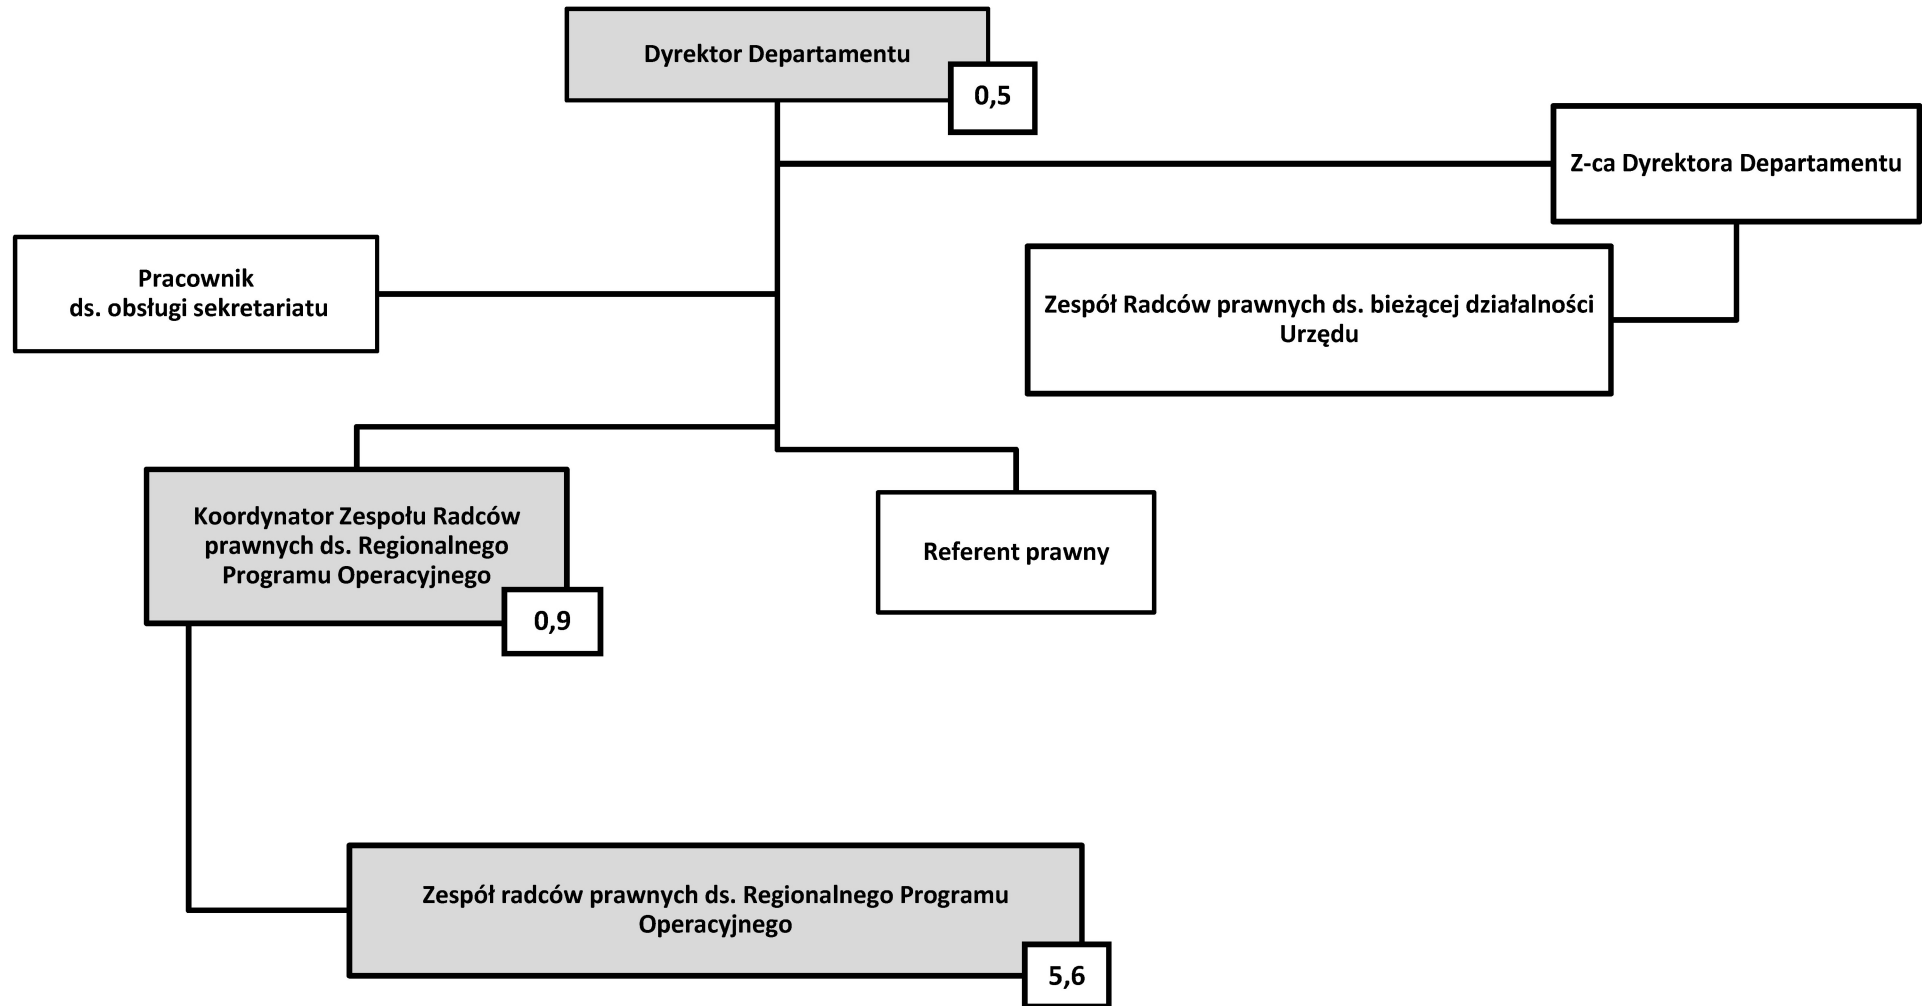 Dyrektor Departamentu
0,5
Z-ca Dyrektora Departamentu
Pracownik
ds. obsługi sekretariatu
Zespół Radców prawnych ds. bieżącej działalności
Urzędu
Koordynator Zespołu Radców
prawnych ds. Regionalnego
Programu Operacyjnego
0,9
Referent prawny
Zespół radców prawnych ds. Regionalnego Programu
Operacyjnego
5,6